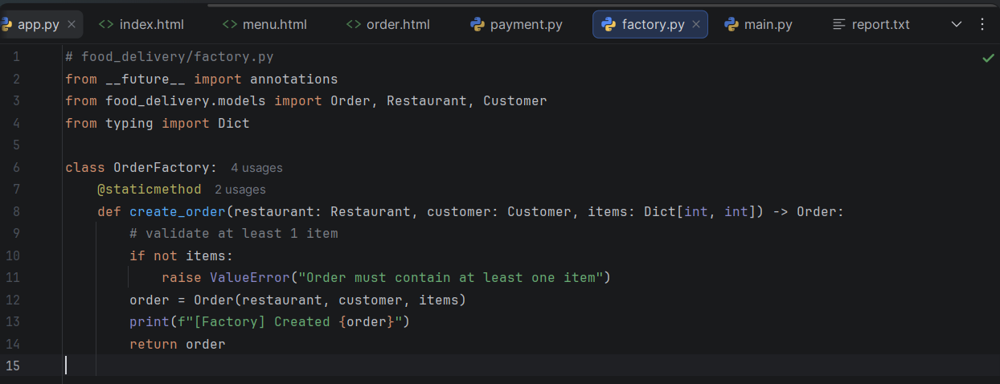 app.py index.html menu.html order.html payment.py factory.py main.py report.txt
1 # food_delivery/factory.py
2 from __future__ import annotations
3 from food_delivery.models import Order, Restaurant, Customer
4 from typing import Dict
5
6 class OrderFactory: 4 usages
7     @staticmethod 2 usages
8     def create_order(restaurant: Restaurant, customer: Customer, items: Dict[int, int]) -> Order:
9         # validate at least 1 item
10         if not items:
11             raise ValueError("Order must contain at least one item")
12         order = Order(restaurant, customer, items)
13         print(f"[Factory] Created {order}")
14         return order
15